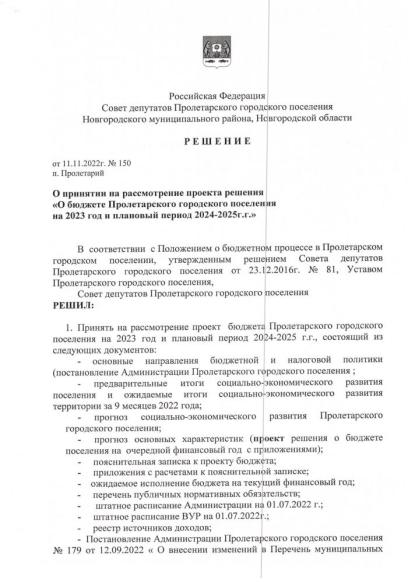 Российская Федерация
Совет депутатов Пролетарского городского поселения
Новгородского муниципального района, Новгородской области
Р Е Ш Е Н И Е
от 11.11.2022г. № 150
п. Пролетарий
О принятии на рассмотрение проекта решения
«О бюджете Пролетарского городского поселения
на 2023 год и плановый период 2024-2025г.г.»
В соответствии с Положением о бюджетном процессе в Пролетарском
городском поселении, утвержденным решением Совета депутатов
Пролетарского городского поселения от 23.12.2016г. № 81, Уставом
Пролетарского городского поселения,
Совет депутатов Пролетарского городского поселения
РЕШИЛ:
1. Принять на рассмотрение проект бюджета Пролетарского городского
поселения на 2023 год и плановый период 2024-2025 г.г., состоящий из
следующих документов:
- основные направления бюджетной и налоговой политики
(постановление Администрации Пролетарского городского поселения ;
- предварительные итоги социально-экономического развития
поселения и ожидаемые итоги социально-экономического развития
территории за 9 месяцев 2022 года;
- прогноз социально-экономического развития Пролетарского
городского поселения;
- прогноз основных характеристик (проект решения о бюджете
поселения на очередной финансовый год с приложениями);
- пояснительная записка к проекту бюджета;
- приложения с расчетами к пояснительной записке;
- ожидаемое исполнение бюджета на текущий финансовый год;
- перечень публичных нормативных обязательств;
- штатное расписание Администрации на 01.07.2022 г.;
- штатное расписание ВУР на 01.07.2022г.;
- реестр источников доходов;
- Постановление Администрации Пролетарского городского поселения
№ 179 от 12.09.2022 « О внесении изменений в Перечень муниципальных